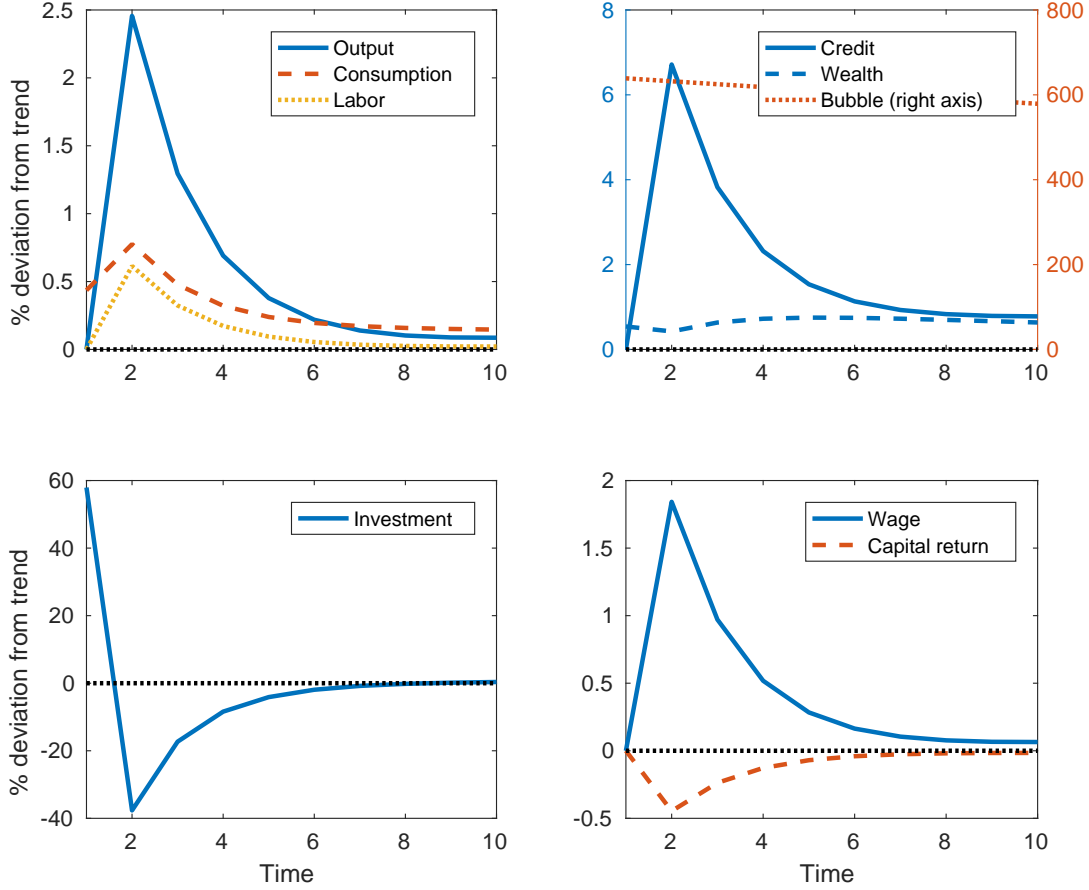 % deviation from trend
2.5
2
1.5
1
0.5
0
2 4 6 8 10
Output
Consumption
Labor
8
6
4
2
0
800
600
400
200
0
2 4 6 8 10
Credit
Wealth
Bubble (right axis)
% deviation from trend
60
40
20
0
-20
-40
2 4 6 8 10
Time
Investment
2
1.5
1
0.5
0
-0.5
2 4 6 8 10
Time
Wage
Capital return